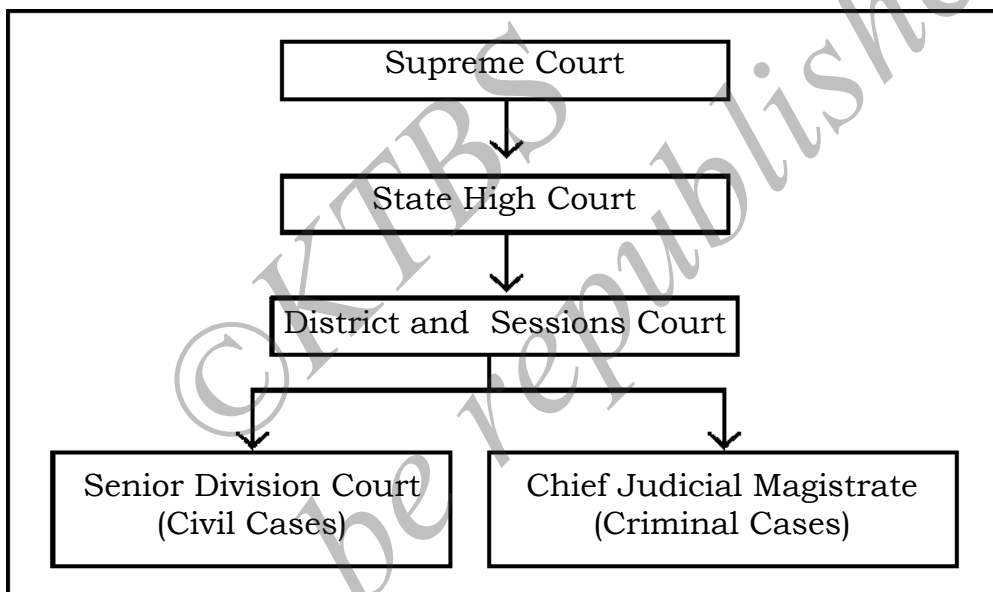 Supreme Court
State High Court
District and Sessions Court
Senior Division Court
(Civil Cases)
Chief Judicial Magistrate
(Criminal Cases)
©KTBS
be republishe